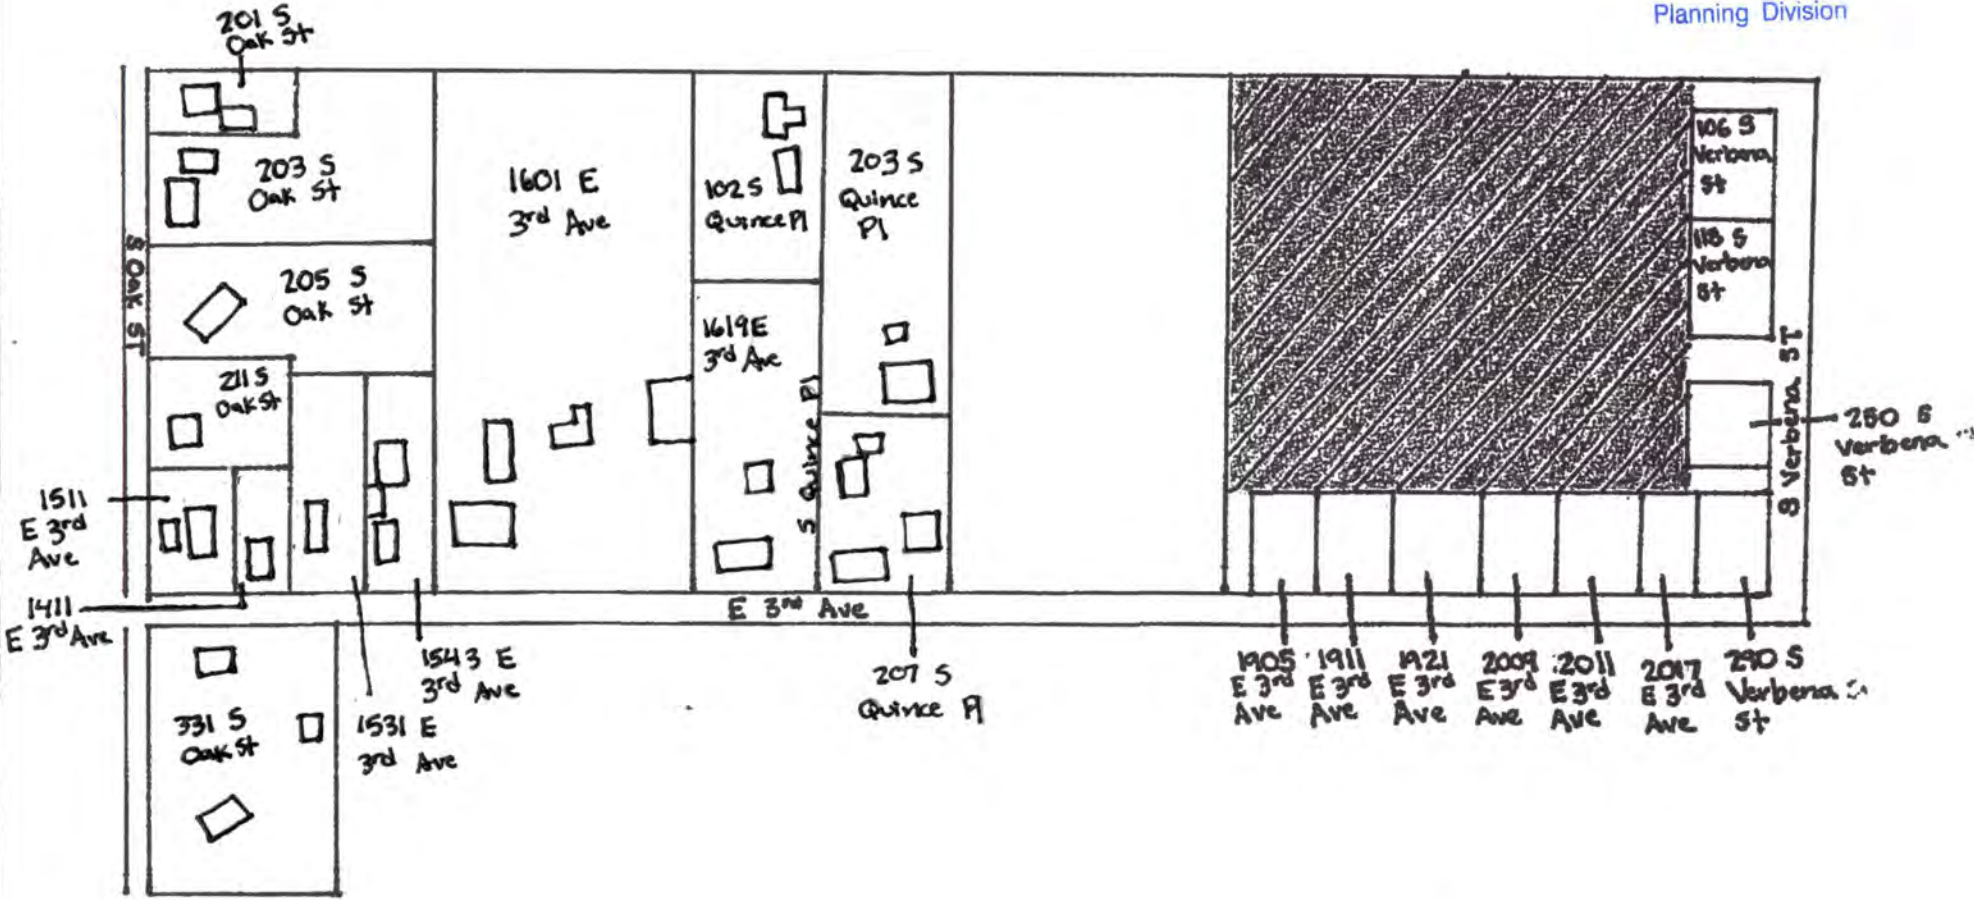 Planning Division
201 S
Oak St
203 S
Oak St
S Oak ST
205 S
Oak St
211 S
Oak St
1511
E 3rd
Ave
1411
E 3rd Ave
1601 E
3rd Ave
102 S
Quince Pl
203 S
Quince
Pl
1619 E
3rd Ave
S Quince Pl
E 3rd Ave
106 S
Verbena
St
118 S
Verbena
St
S Verbena ST
250 S
Verbena
St
331 S
Oak St
1543 E
3rd Ave
1531 E
3rd Ave
207 S
Quince Pl
1905
E 3rd
Ave
1911
E 3rd
Ave
1921
E 3rd
Ave
2009
E 3rd
Ave
2011
E 3rd
Ave
2017
E 3rd
Ave
290 S
Verbena
St